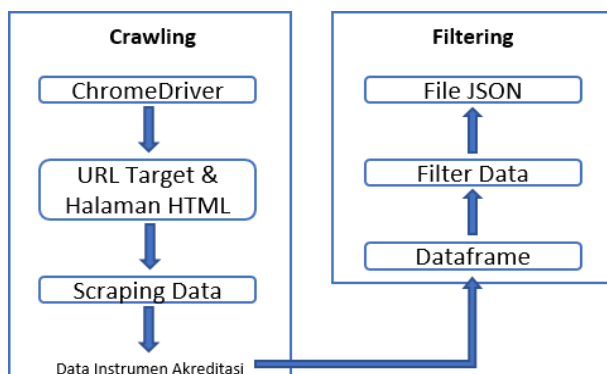 Crawling
ChromeDriver
URL Target &
Halaman HTML
Scraping Data
Data Instrumen Akreditasi
Filtering
File JSON
Filter Data
Dataframe